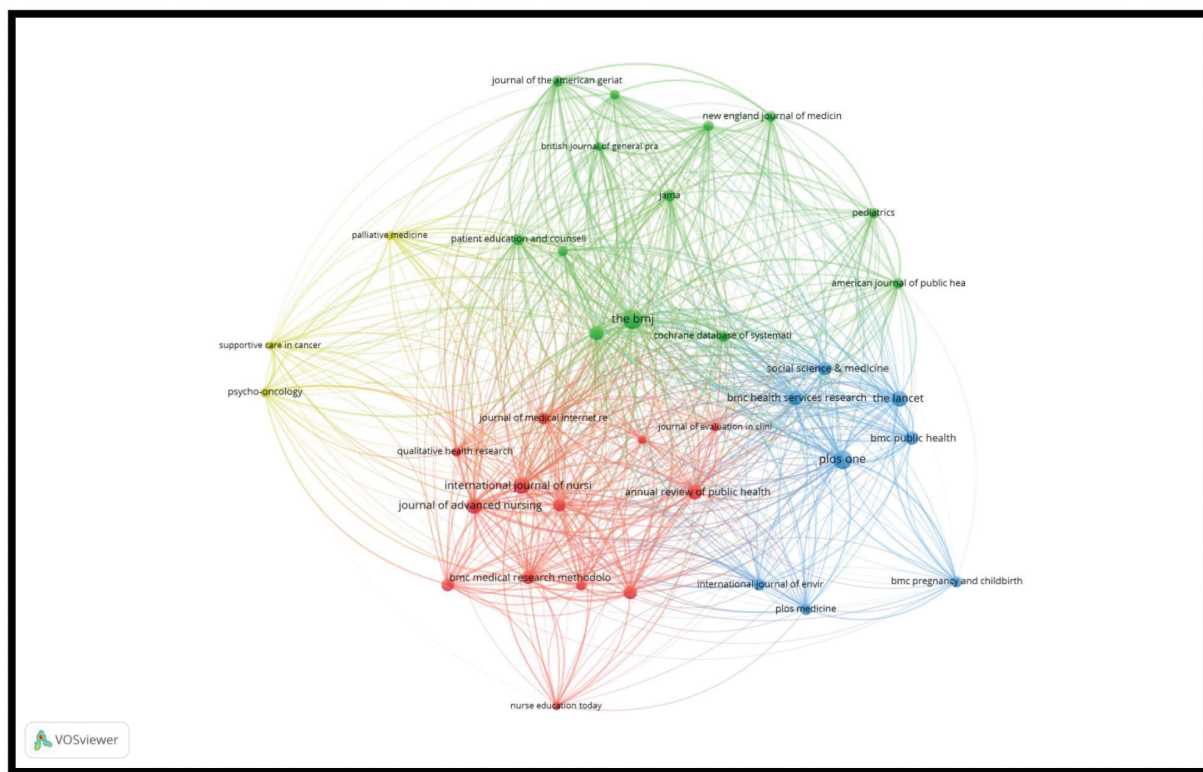 journal of the american geriat
new england journal of medicin
british journal of general pra
jama
pediatrics
palliative medicine
patient education and counseli
american journal of public hea
the bmj
cochrane database of systemati
supportive care in cancer
social science & medicine
psycho-oncology
bmc health services research
the lancet
journal of medical internet re
journal of evaluation in clini
bmc public health
qualitative health research
plos one
international journal of nursi
annual review of public health
journal of advanced nursing
bmc medical research methodolo
international journal of envir
bmc pregnancy and childbirth
plos medicine
nurse education today
VOSviewer